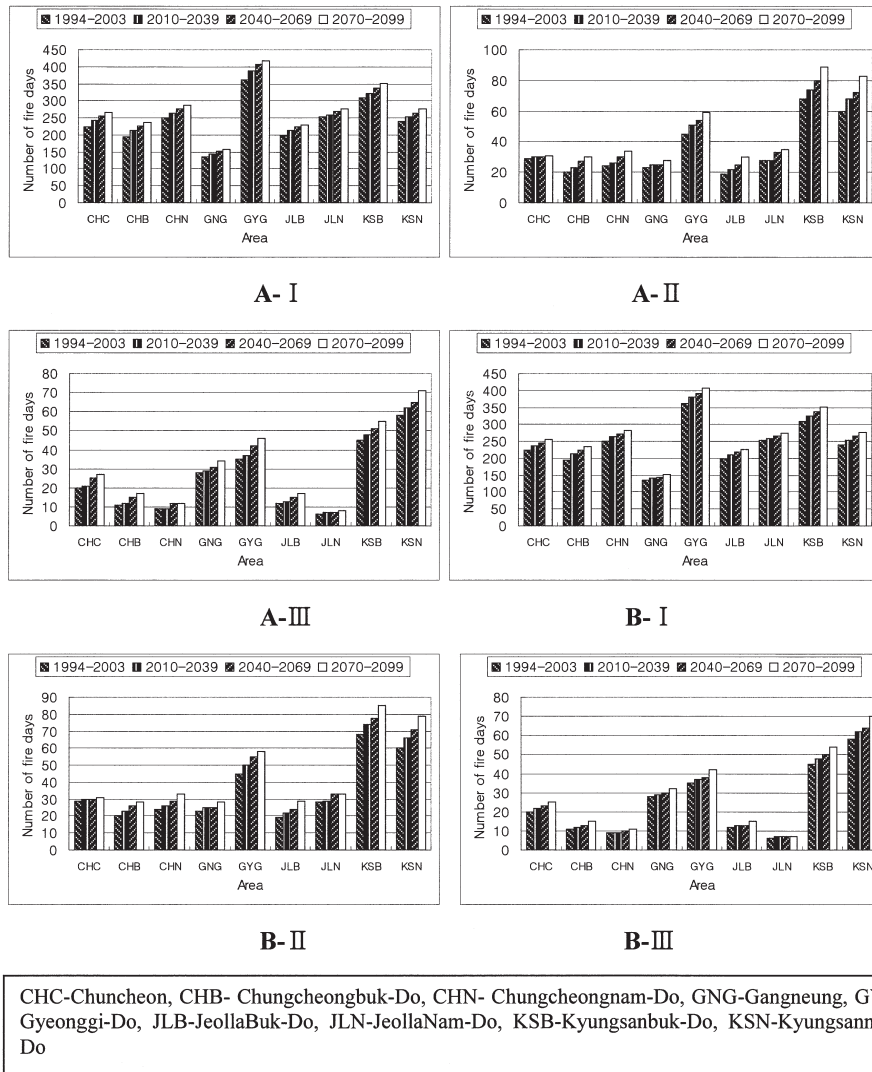 1994-2003 2010-2039 2040-2069 2070-2099
Number of fire days
450
400
350
300
250
200
150
100
50
0
CHC CHB CHN GNG GYG JLB JLN KSB KSN
Area
A- Ⅰ
1994-2003 2010-2039 2040-2069 2070-2099
Number of fire days
100
80
60
40
20
0
CHC CHB CHN GNG GYG JLB JLN KSB KSN
Area
A- Ⅱ
1994-2003 2010-2039 2040-2069 2070-2099
Number of fire days
80
70
60
50
40
30
20
10
0
CHC CHB CHN GNG GYG JLB JLN KSB KSN
Area
A-Ⅲ
1994-2003 2010-2039 2040-2069 2070-2099
Number of fire days
450
400
350
300
250
200
150
100
50
0
CHC CHB CHN GNG GYG JLB JLN KSB KSN
Area
B- Ⅰ
1994-2003 2010-2039 2040-2069 2070-2099
Number of fire days
90
80
70
60
50
40
30
20
10
0
CHC CHB CHN GNG GYG JLB JLN KSB KSN
Area
B- Ⅱ
1994-2003 2010-2039 2040-2069 2070-2099
Number of fire days
80
70
60
50
40
30
20
10
0
CHC CHB CHN GNG GYG JLB JLN KSB KSN
Area
B-Ⅲ
CHC-Chuncheon, CHB- Chungcheongbuk-Do, CHN- Chungcheongnam-Do, GNG-Gangneung,
Gyeonggi-Do, JLB-JeollaBuk-Do, JLN-JeollaNam-Do, KSB-Kyungsanbuk-Do,
Do